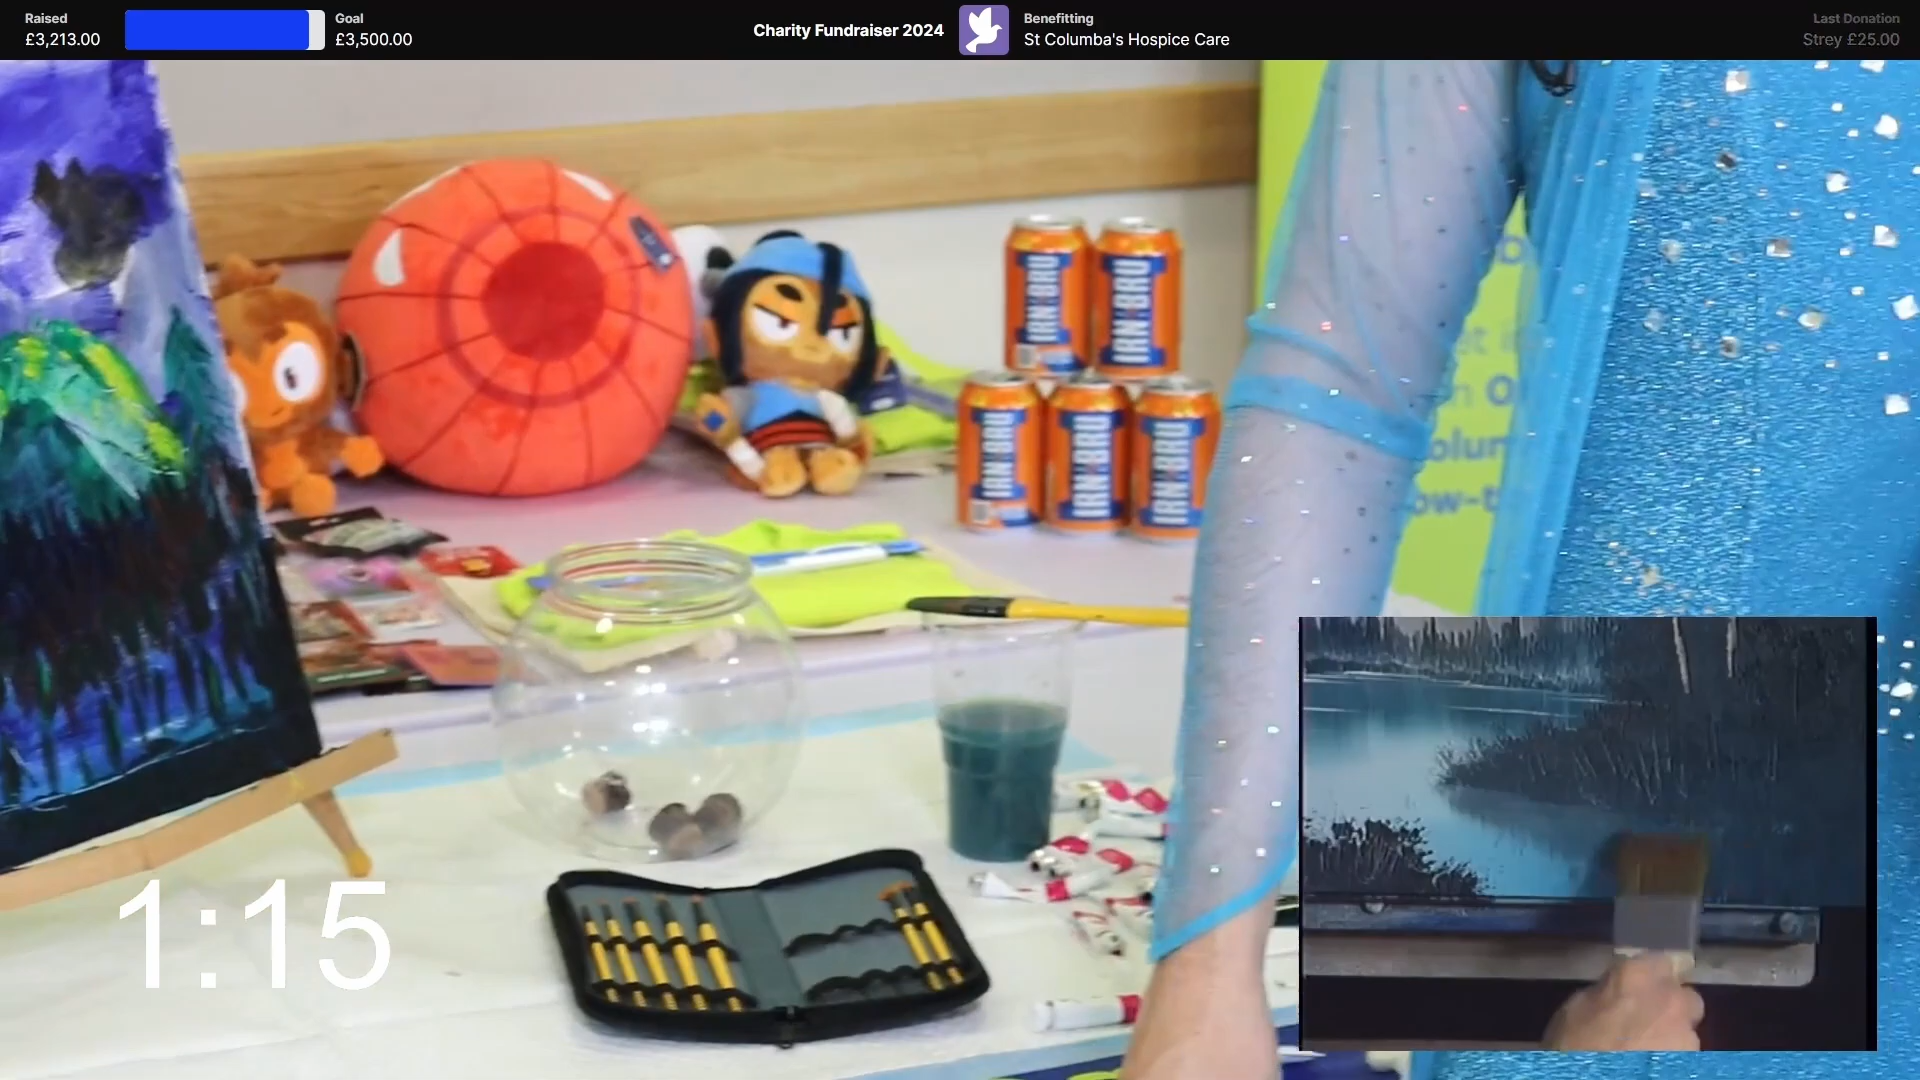 Raised
£3,213.00
Goal
£3,500.00
Charity Fundraiser 2024
Benefitting
St Columba's Hospice Care
Last Donation
Strey £25.00
IRN-BRU
IRN-BRU
IRN-BRU
IRN-BRU
IRN-BRU
1:15